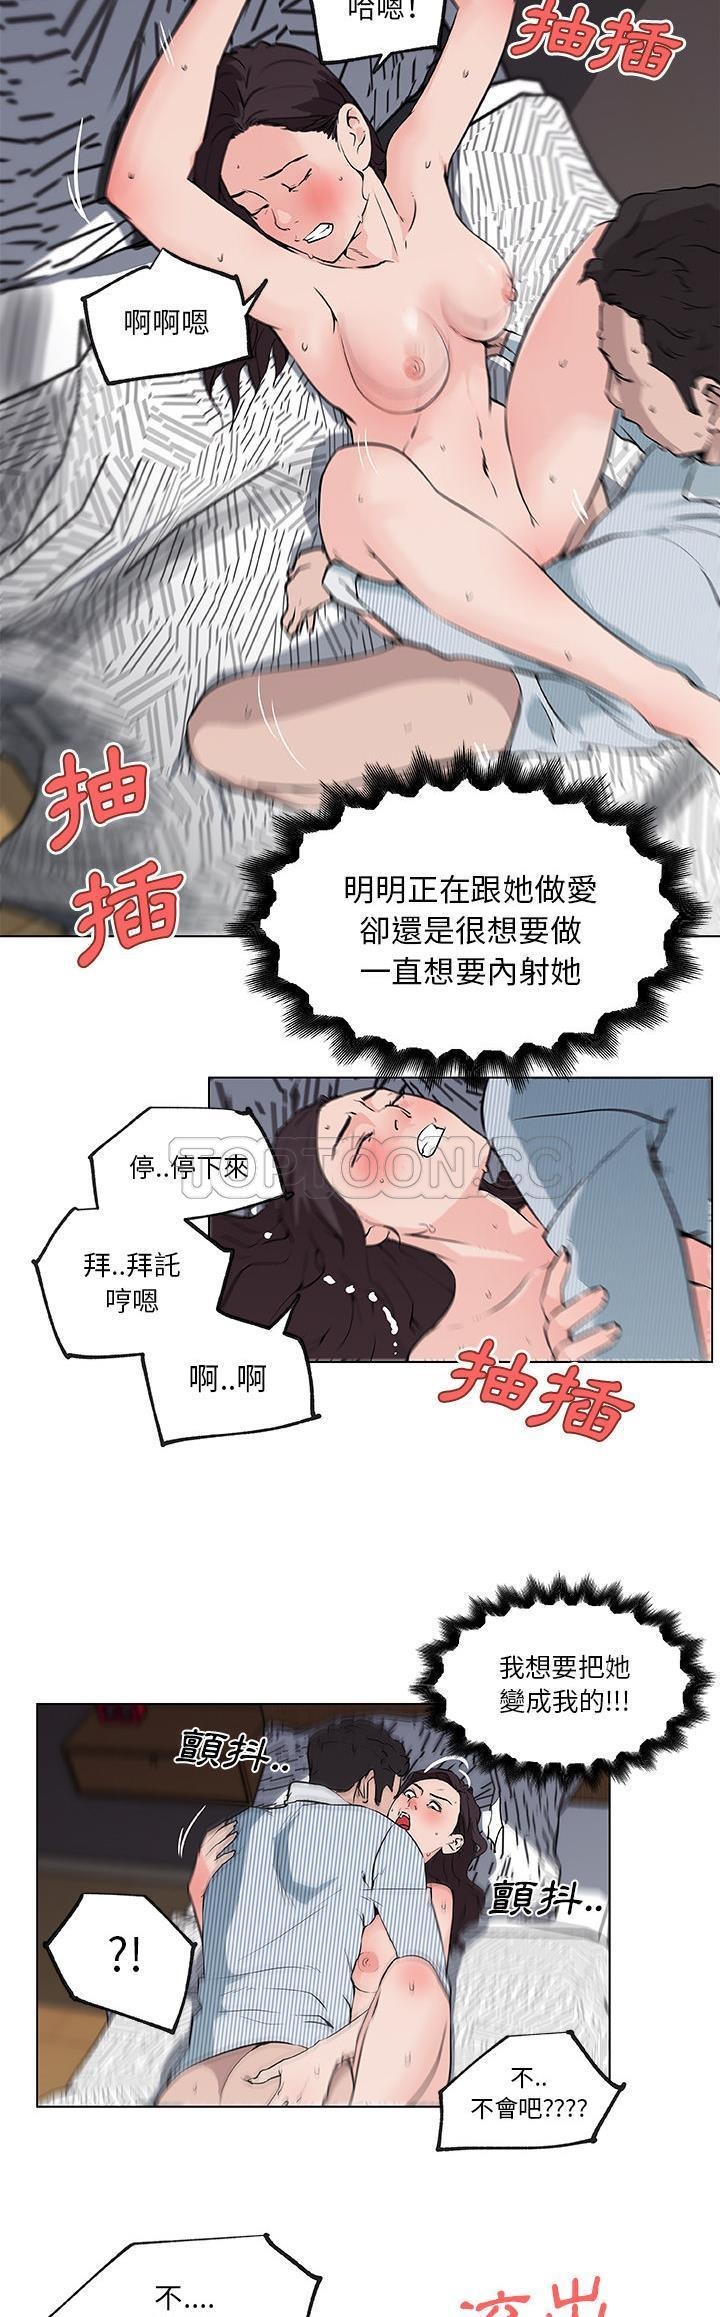 哈嗯！
抽插
啊啊嗯
抽
插
明明正在跟她做愛
卻還是很想要做
一直想要內射她
停..停下來
TOPTOON.CC
拜..拜託
哼嗯
啊..啊
抽插
我想要把她
變成我的!!!
顫抖..
顫抖..
?!
不..
不會吧????
不....
流出